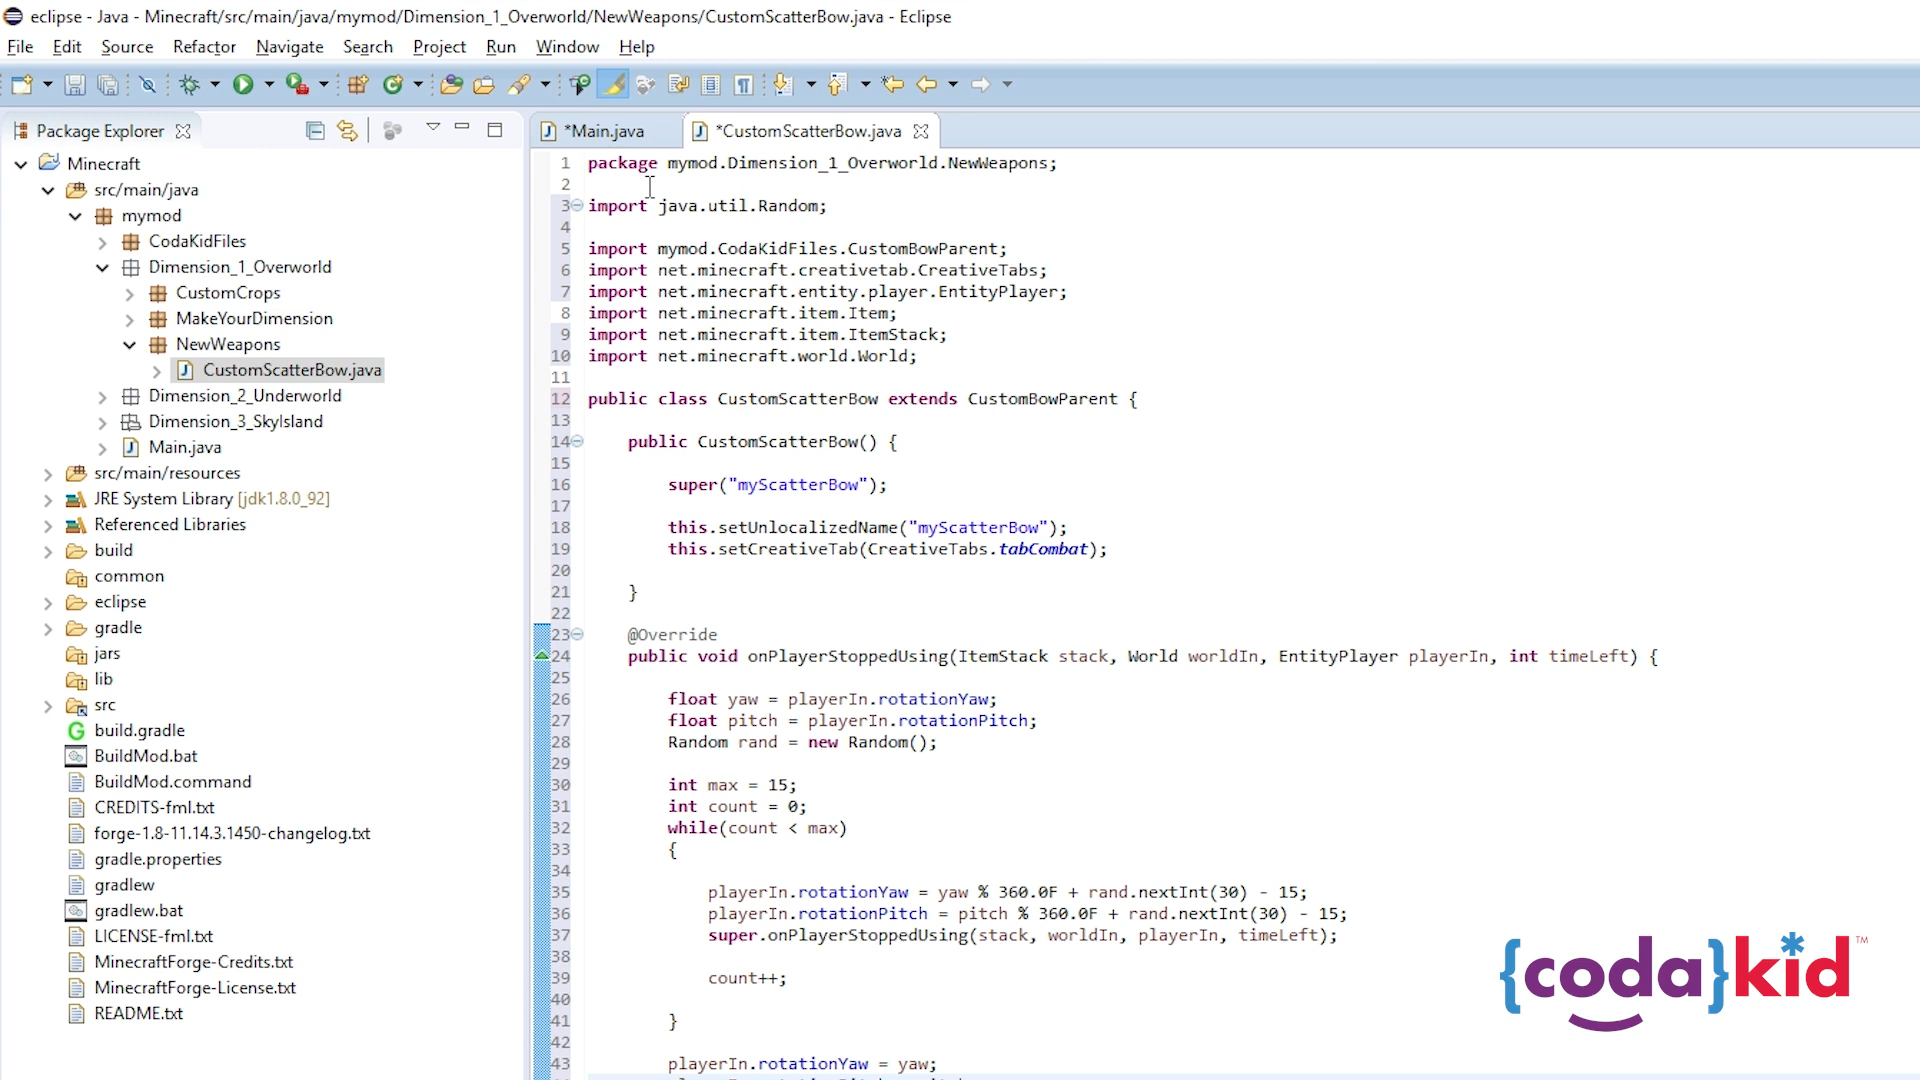 eclipse - Java - Minecraft/src/main/java/mymod/Dimension_1_Overworld/NewWeapons/CustomScatterBow.java - Eclipse
File Edit Source Refactor Navigate Search Project Run Window Help
Package Explorer
Minecraft
src/main/java
mymod
CodaKidFiles
Dimension_1_Overworld
CustomCrops
MakeYourDimension
NewWeapons
CustomScatterBow.java
Dimension_2_Underworld
Dimension_3_SkyIsland
Main.java
src/main/resources
JRE System Library [jdk1.8.0_92]
Referenced Libraries
build
common
eclipse
gradle
jars
lib
src
build.gradle
BuildMod.bat
BuildMod.command
CREDITS-fml.txt
forge-1.8-11.14.3.1450-changelog.txt
gradle.properties
gradlew
gradlew.bat
LICENSE-fml.txt
MinecraftForge-Credits.txt
MinecraftForge-License.txt
README.txt
*Main.java *CustomScatterBow.java
1 package mymod.Dimension_1_Overworld.NewWeapons;
2
3 import java.util.Random;
4
5 import mymod.CodaKidFiles.CustomBowParent;
6 import net.minecraft.creativetab.CreativeTabs;
7 import net.minecraft.entity.player.EntityPlayer;
8 import net.minecraft.item.Item;
9 import net.minecraft.item.ItemStack;
10 import net.minecraft.world.World;
11
12 public class CustomScatterBow extends CustomBowParent {
13
14 public CustomScatterBow() {
15
16 super("myScatterBow");
17
18 this.setUnlocalizedName("myScatterBow");
19 this.setCreativeTab(CreativeTabs.tabCombat);
20
21 }
22
23 @Override
24 public void onPlayerStoppedUsing(ItemStack stack, World worldIn, EntityPlayer playerIn, int timeLeft) {
25
26 float yaw = playerIn.rotationYaw;
27 float pitch = playerIn.rotationPitch;
28 Random rand = new Random();
29
30 int max = 15;
31 int count = 0;
32 while(count < max)
33 {
34
35 playerIn.rotationYaw = yaw % 360.0F + rand.nextInt(30) - 15;
36 playerIn.rotationPitch = pitch % 360.0F + rand.nextInt(30) - 15;
37 super.onPlayerStoppedUsing(stack, worldIn, playerIn, timeLeft);
38
39 count++;
40
41 }
42
43 playerIn.rotationYaw = yaw;
{coda}kid™